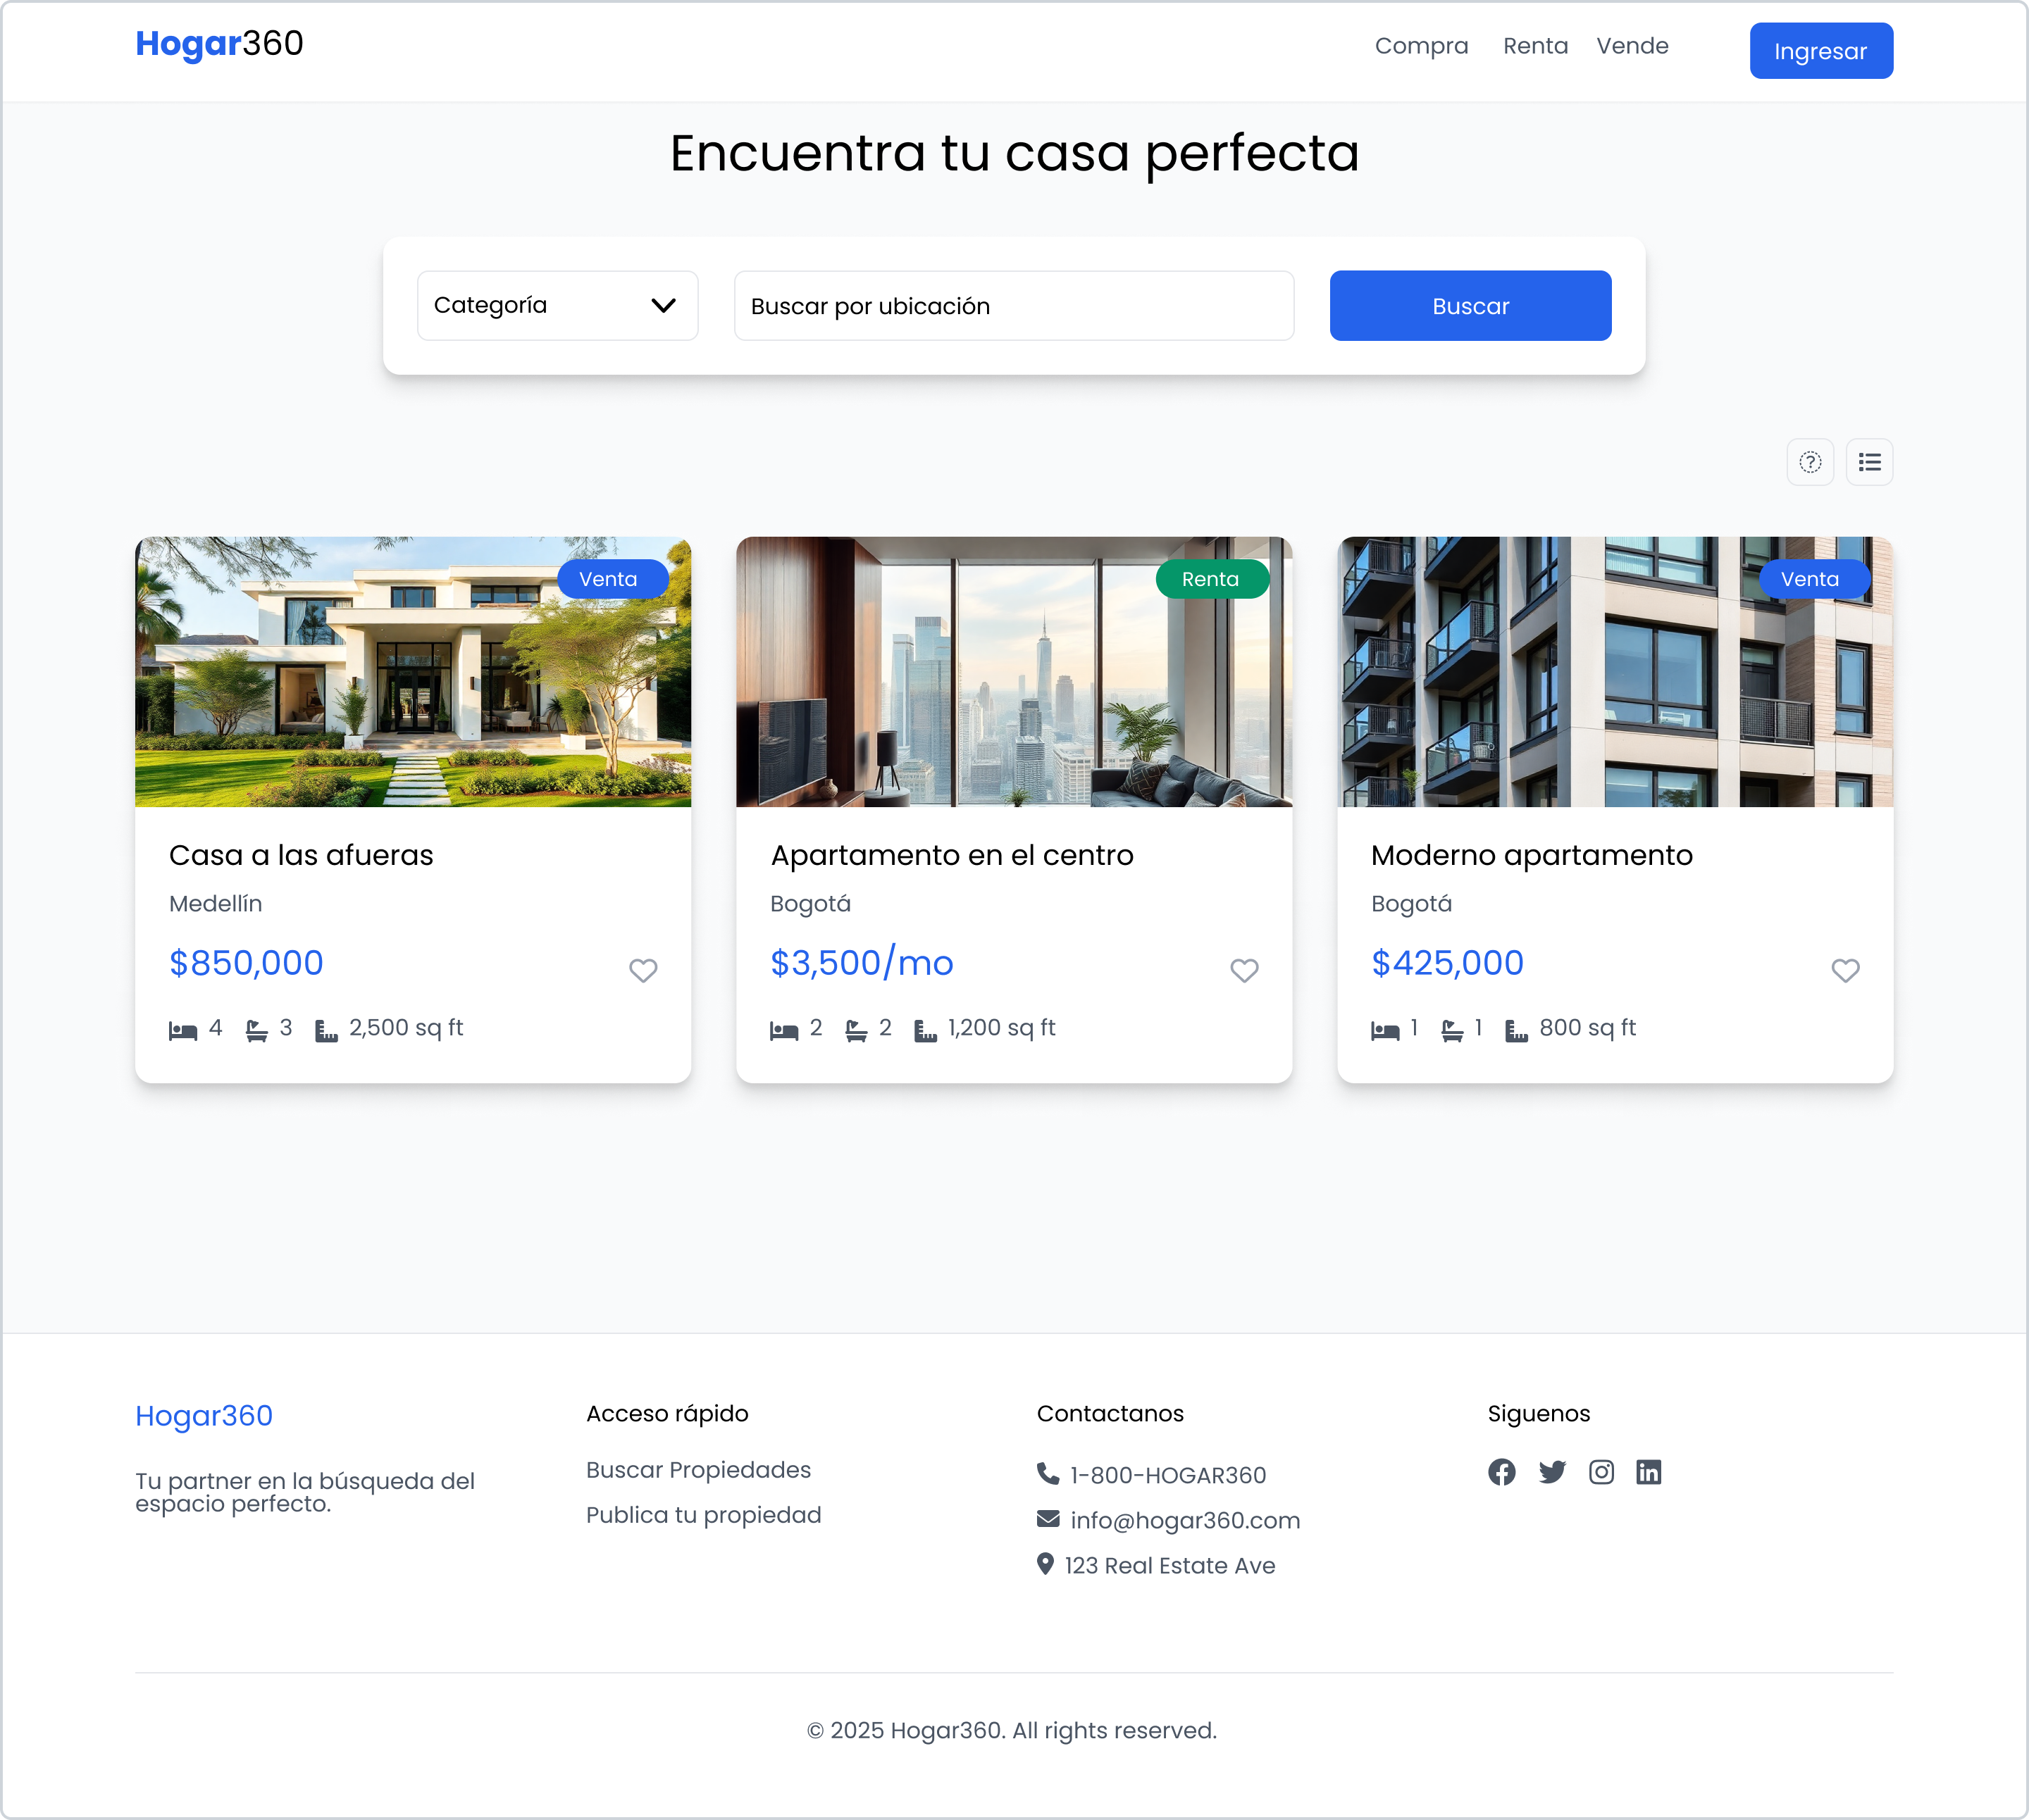 Hogar360
Compra Renta Vende Ingresar
Encuentra tu casa perfecta
Categoría
Buscar por ubicación
Buscar
?
Venta
Casa a las afueras
Medellín
$850,000
4 3 2,500 sq ft
Renta
Apartamento en el centro
Bogotá
$3,500/mo
2 2 1,200 sq ft
Venta
Moderno apartamento
Bogotá
$425,000
1 1 800 sq ft
Hogar360
Tu partner en la búsqueda del
espacio perfecto.
Acceso rápido
Buscar Propiedades
Publica tu propiedad
Contactanos
1-800-HOGAR360
info@hogar360.com
123 Real Estate Ave
Siguenos
© 2025 Hogar360. All rights reserved.